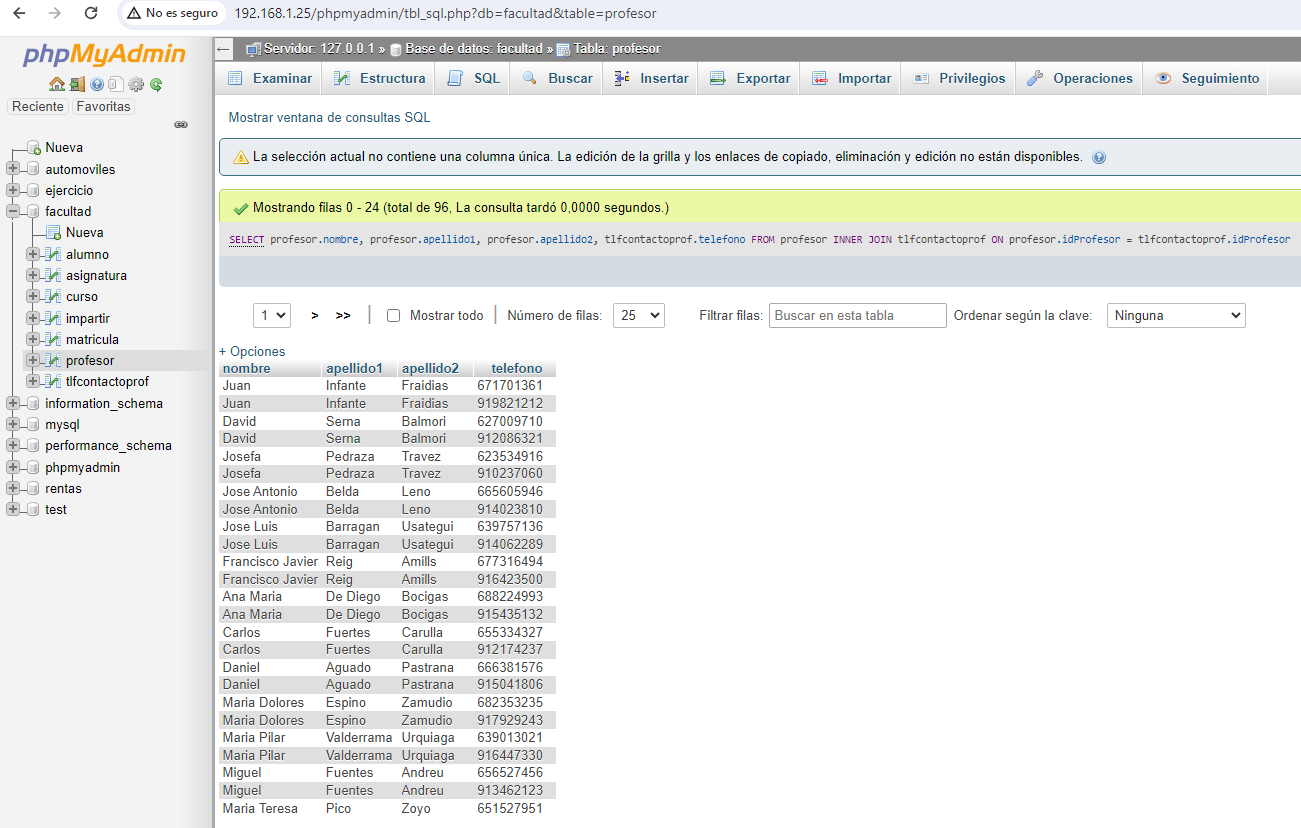 No es seguro 192.168.1.25/phpmyadmin/tbl_sql.php?db=facultad&table=profesor
phpMyAdmin
Reciente Favoritas
Nueva
automoviles
ejercicio
facultad
Nueva
alumno
asignatura
curso
impartir
matricula
profesor
tlfcontactoprof
information_schema
mysql
performance_schema
phpmyadmin
rentas
test
Servidor: 127.0.0.1 » Base de datos: facultad » Tabla: profesor
Examinar Estructura SQL Buscar Insertar Exportar Importar Privilegios Operaciones Seguimiento
Mostrar ventana de consultas SQL
La selección actual no contiene una columna única. La edición de la grilla y los enlaces de copiado, eliminación y edición no están disponibles.
Mostrando filas 0 - 24 (total de 96, La consulta tardó 0,0000 segundos.)
SELECT profesor.nombre, profesor.apellido1, profesor.apellido2, tlfcontactoprof.telefono FROM profesor INNER JOIN tlfcontactoprof ON profesor.idProfesor = tlfcontactoprof.idProfesor
1 > >> | Mostrar todo | Número de filas: 25 Filtrar filas: Buscar en esta tabla Ordenar según la clave: Ninguna
+ Opciones
nombre apellido1 apellido2 telefono
Juan Infante Fraidias 671701361
Juan Infante Fraidias 919821212
David Serna Balmori 627009710
David Serna Balmori 912086321
Josefa Pedraza Travez 623534916
Josefa Pedraza Travez 910237060
Jose Antonio Belda Leno 665605946
Jose Antonio Belda Leno 914023810
Jose Luis Barragan Usategui 639757136
Jose Luis Barragan Usategui 914062289
Francisco Javier Reig Amills 677316494
Francisco Javier Reig Amills 916423500
Ana Maria De Diego Bocigas 688224993
Ana Maria De Diego Bocigas 915435132
Carlos Fuertes Carulla 655334327
Carlos Fuertes Carulla 912174237
Daniel Aguado Pastrana 666381576
Daniel Aguado Pastrana 915041806
Maria Dolores Espino Zamudio 682353235
Maria Dolores Espino Zamudio 917929243
Maria Pilar Valderrama Urquiaga 639013021
Maria Pilar Valderrama Urquiaga 916447330
Miguel Fuentes Andreu 656527456
Miguel Fuentes Andreu 913462123
Maria Teresa Pico Zoyo 651527951